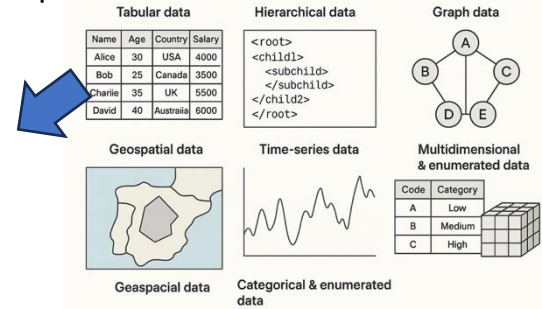 Tabular data
Hierarchical data
Graph data
Name Age Country Salary
Alice 30 USA 4000
Bob 25 Canada 3500
Charlie 35 UK 5500
David 40 Australia 6000
<root>
<childl>
<subchild>
</subchild>
</child2>
</root>
A
B
C
D
E
Geospatial data
Time-series data
Multidimensional
& enumerated data
Code Category
A Low
B Medium
C High
Geaspacial data
Categorical & enumerated
data